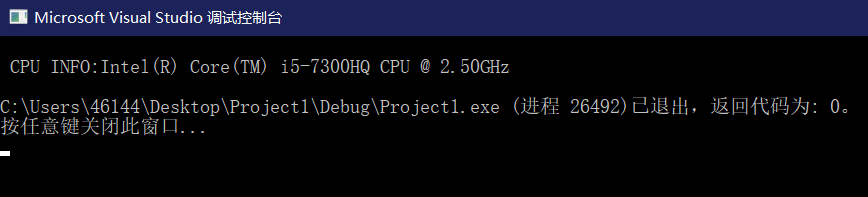 Microsoft Visual Studio 调试控制台
CPU INFO:Intel(R) Core(TM) i5-7300HQ CPU @ 2.50GHz
C:\Users\46144\Desktop\Project1\Debug\Project1.exe (进程 26492)已退出，返回代码为: 0。
按任意键关闭此窗口...